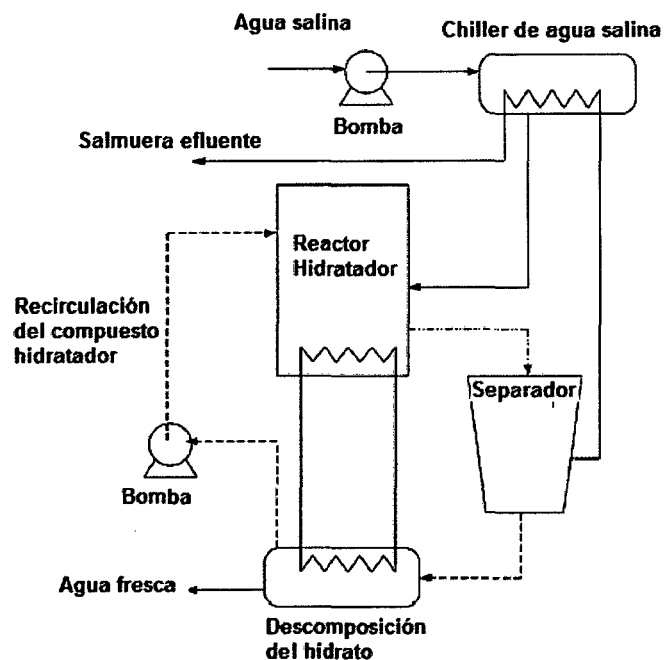 Agua salina
Chiller de agua salina
Bomba
Salmuera efluente
Reactor
Hidratador
Recirculación
del compuesto
hidratador
Separador
Bomba
Agua fresca
Descomposición
del hidrato